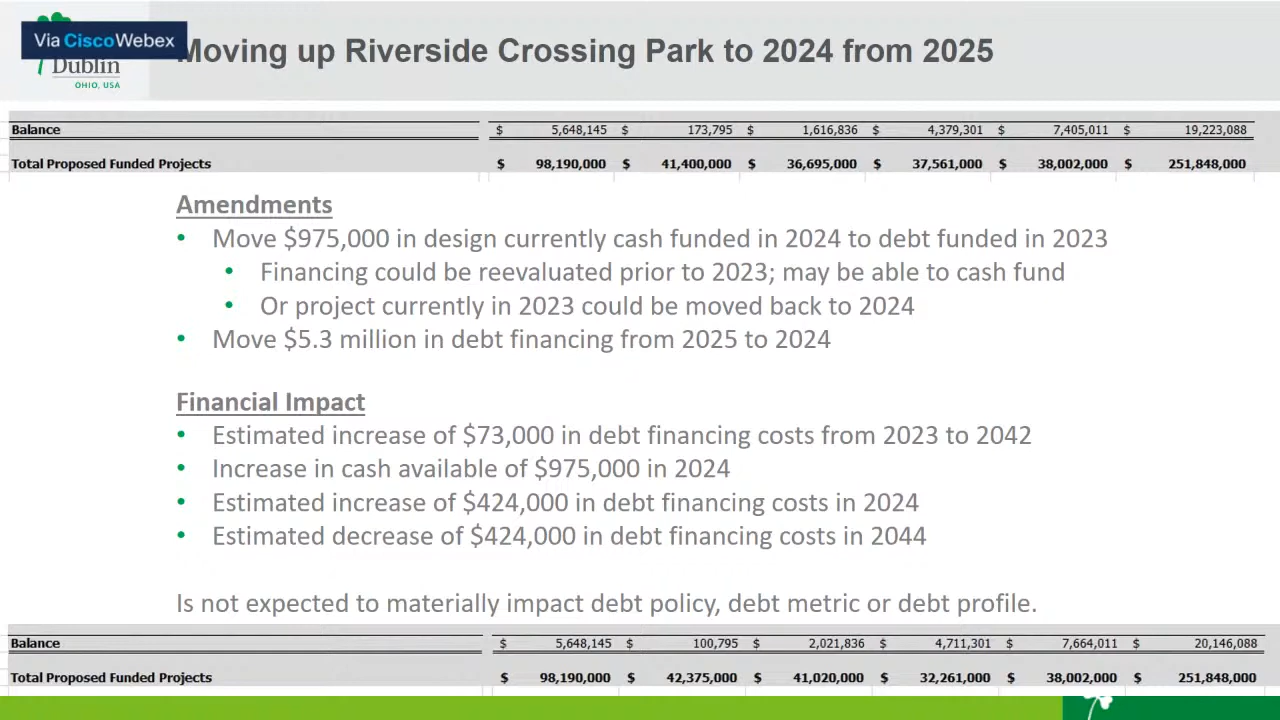 Via Cisco Webex
Dublin
OHIO, USA
Moving up Riverside Crossing Park to 2024 from 2025
Balance $ 5,648,145 $ 173,795 $ 1,616,836 $ 4,379,301 $ 7,405,011 $ 19,223,088
Total Proposed Funded Projects $ 98,190,000 $ 41,400,000 $ 36,695,000 $ 37,561,000 $ 38,002,000 $ 251,848,000
Amendments
• Move $975,000 in design currently cash funded in 2024 to debt funded in 2023
• Financing could be reevaluated prior to 2023; may be able to cash fund
• Or project currently in 2023 could be moved back to 2024
• Move $5.3 million in debt financing from 2025 to 2024
Financial Impact
• Estimated increase of $73,000 in debt financing costs from 2023 to 2042
• Increase in cash available of $975,000 in 2024
• Estimated increase of $424,000 in debt financing costs in 2024
• Estimated decrease of $424,000 in debt financing costs in 2044
Is not expected to materially impact debt policy, debt metric or debt profile.
Balance $ 5,648,145 $ 100,795 $ 2,021,836 $ 4,711,301 $ 7,664,011 $ 20,146,088
Total Proposed Funded Projects $ 98,190,000 $ 42,375,000 $ 41,020,000 $ 32,261,000 $ 38,002,000 $ 251,848,000